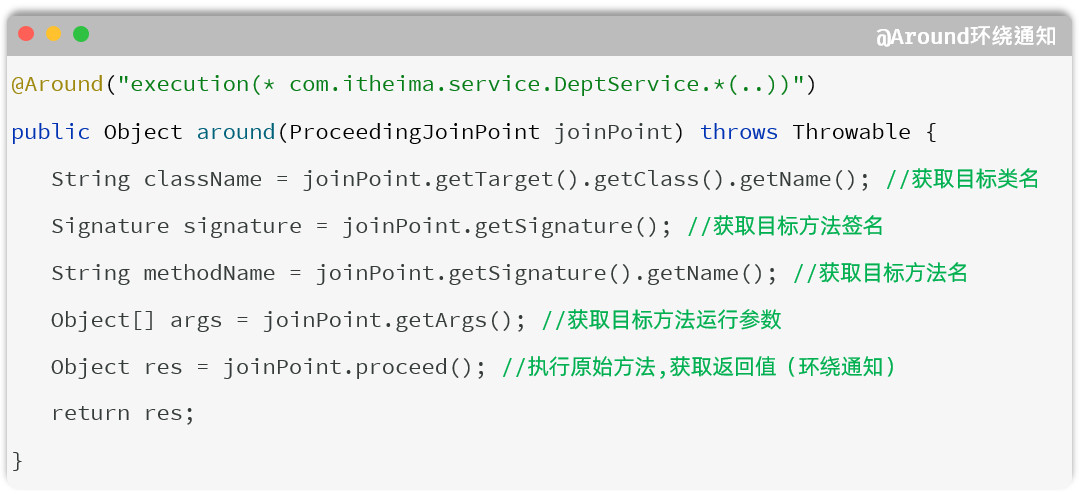 @Around环绕通知
@Around("execution(* com.itheima.service.DeptService.*(..))")
public Object around(ProceedingJoinPoint joinPoint) throws Throwable {
String className = joinPoint.getTarget().getClass().getName(); //获取目标类名
Signature signature = joinPoint.getSignature(); //获取目标方法签名
String methodName = joinPoint.getSignature().getName(); //获取目标方法名
Object[] args = joinPoint.getArgs(); //获取目标方法运行参数
Object res = joinPoint.proceed(); //执行原始方法,获取返回值（环绕通知）
return res;
}